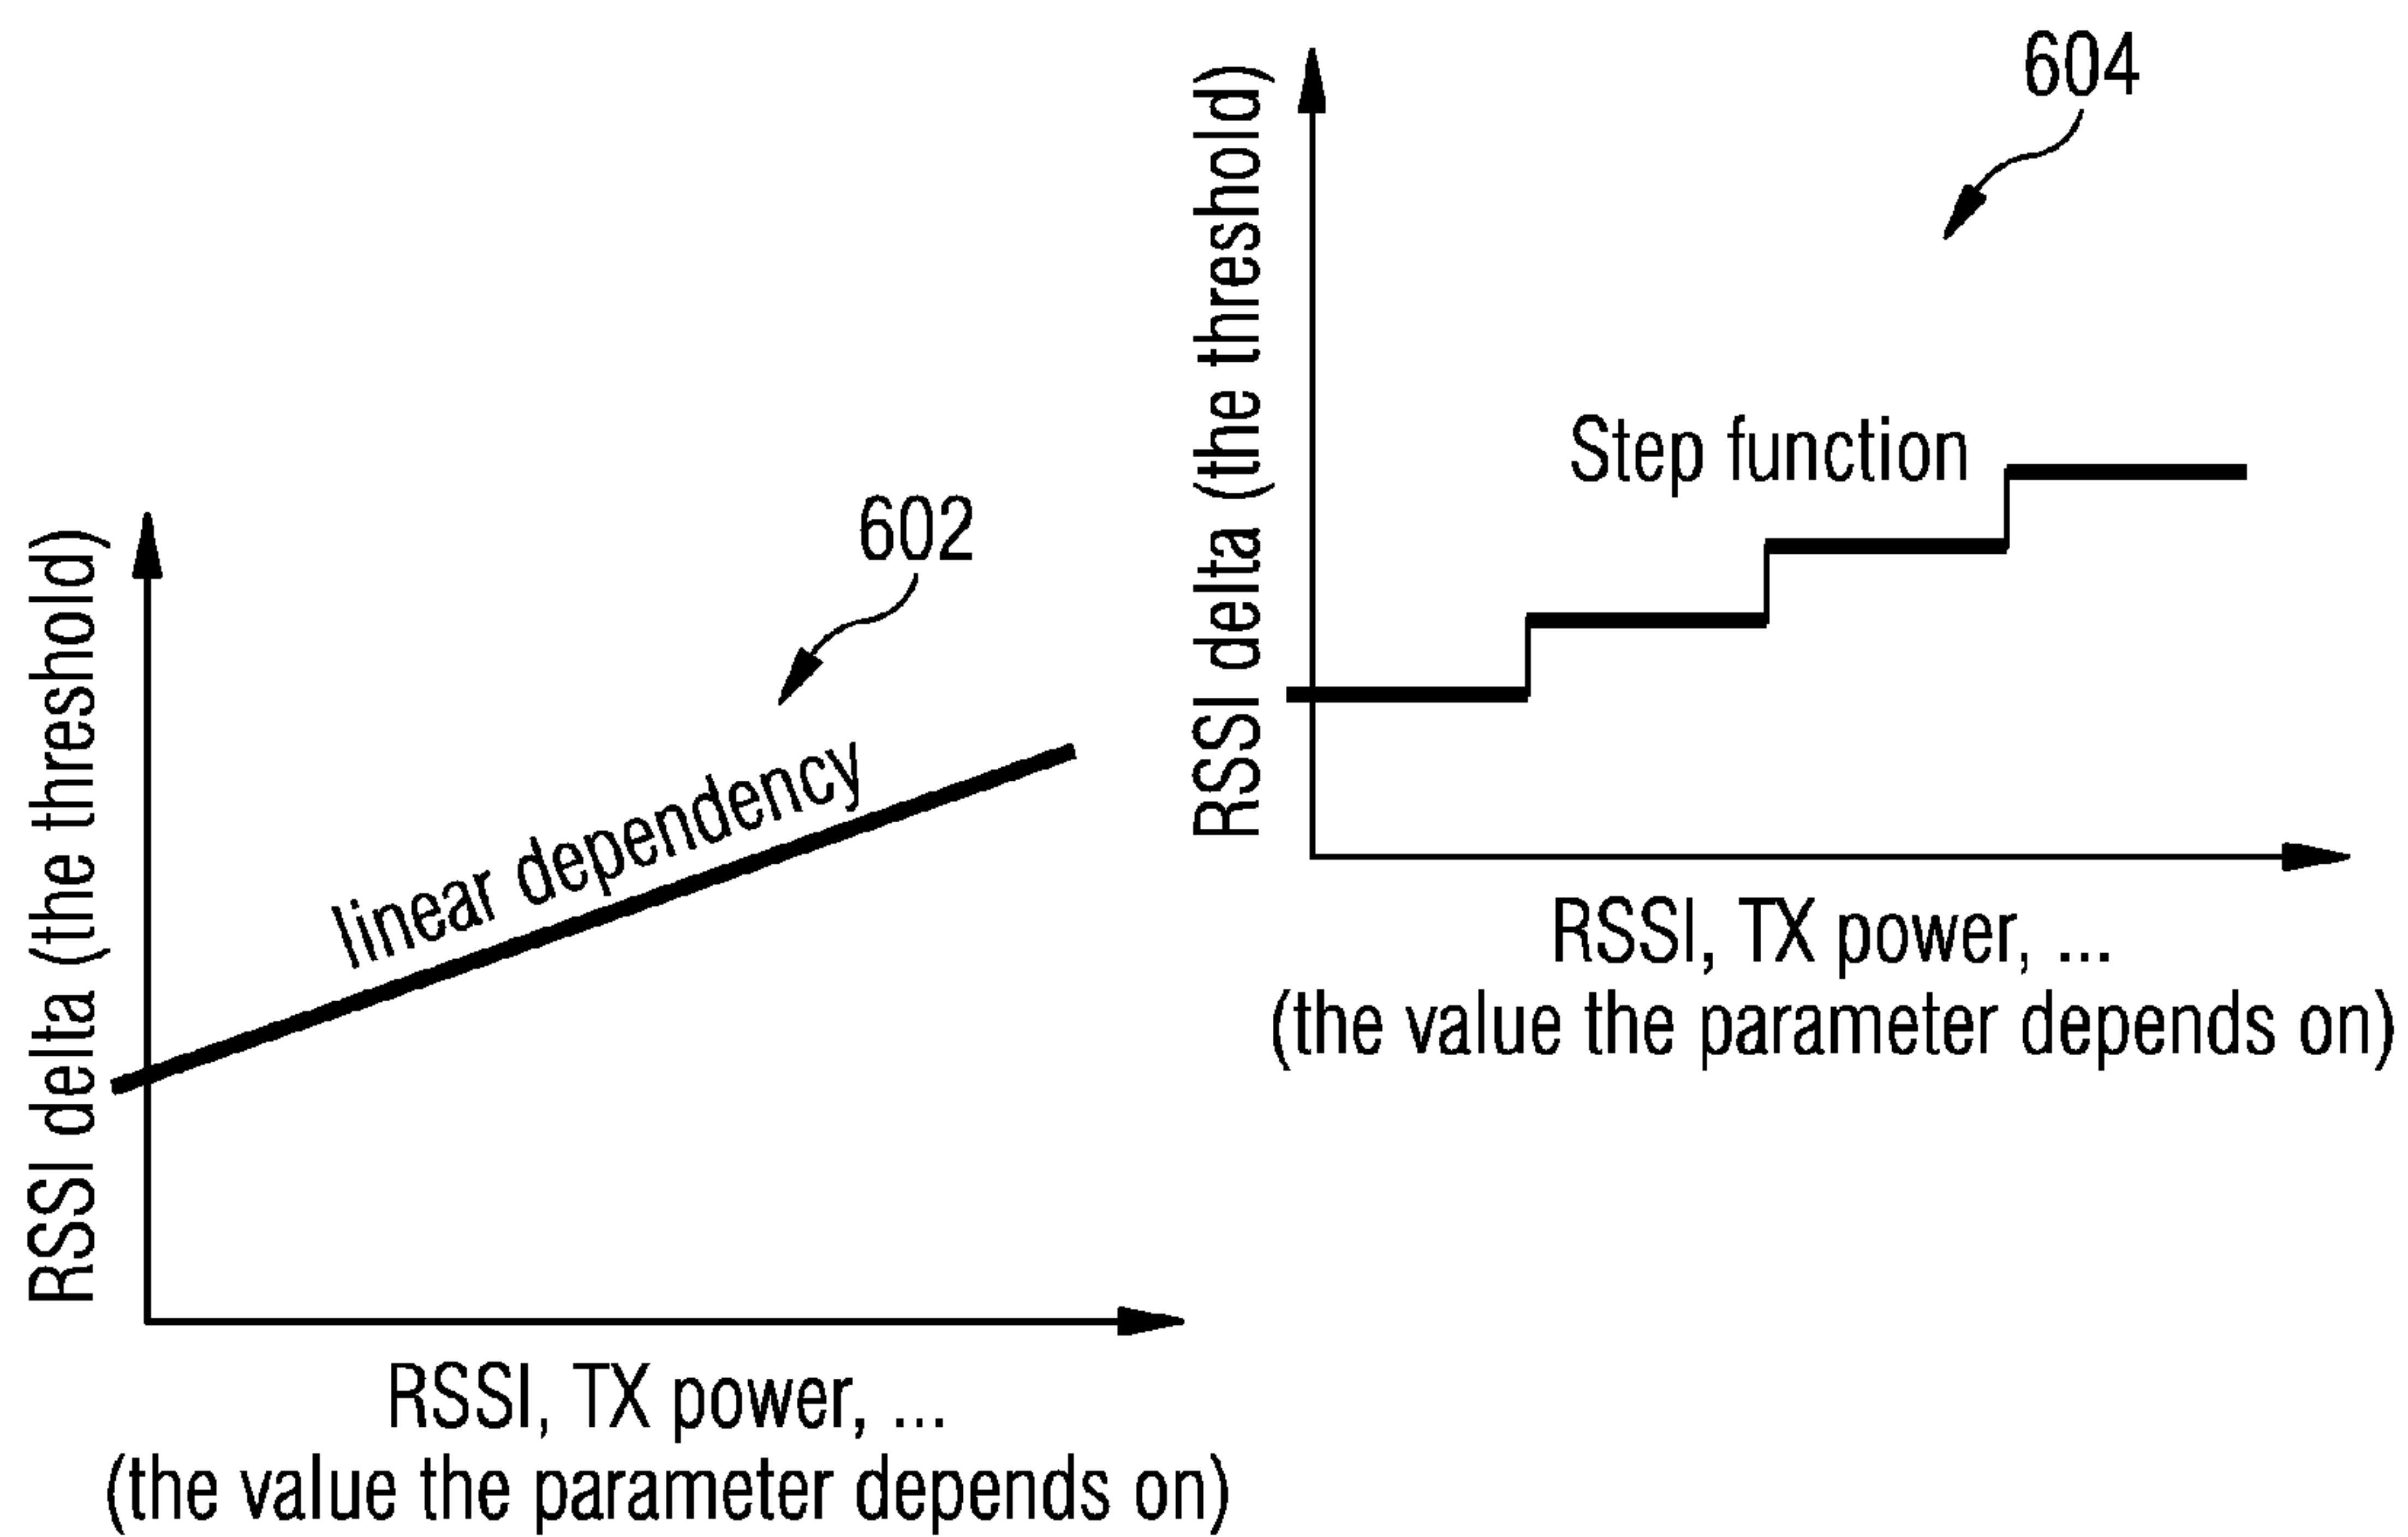 602
RSSI delta (the threshold)
linear dependency
RSSI, TX power, ...
(the value the parameter depends on)
604
RSSI delta (the threshold)
Step function
RSSI, TX power, ...
(the value the parameter depends on)